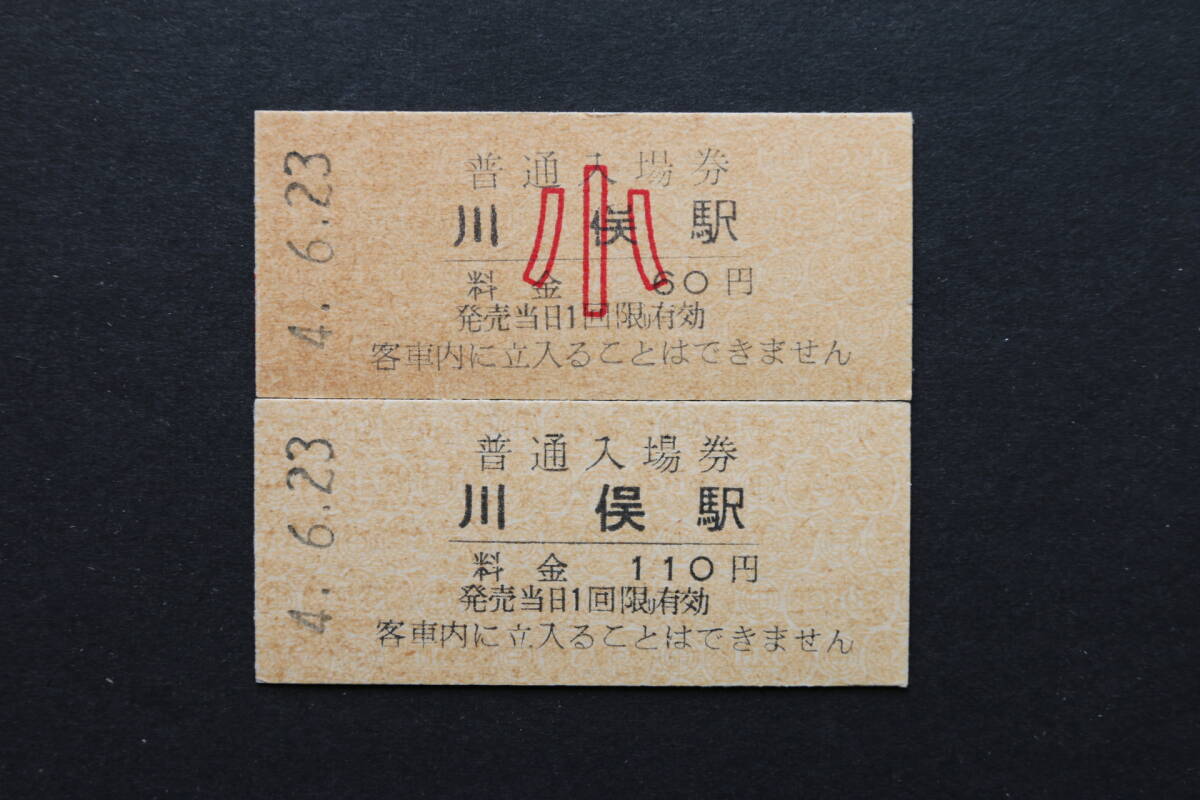 4.-6.23
普通入場券
小
川俣駅
料金 60円
発売当日1回限り有効
客車内に立入ることはできません
4.-6.23
普通入場券
川俣駅
料金 110円
発売当日1回限り有効
客車内に立入ることはできません